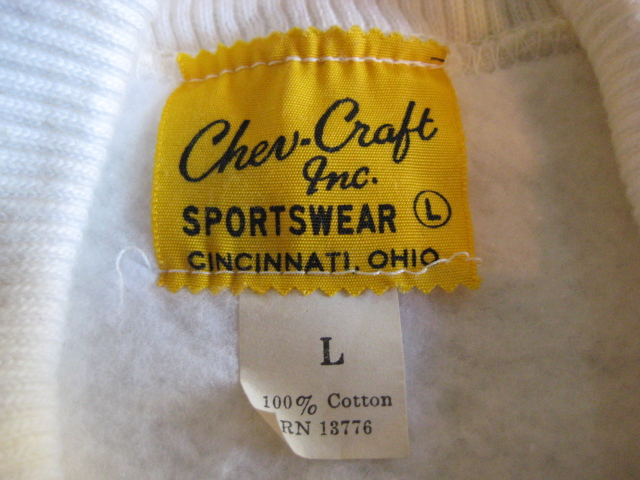 Chev-Craft
Inc.
SPORTSWEAR L
CINCINNATI, OHIO
L
100% Cotton
RN 13776